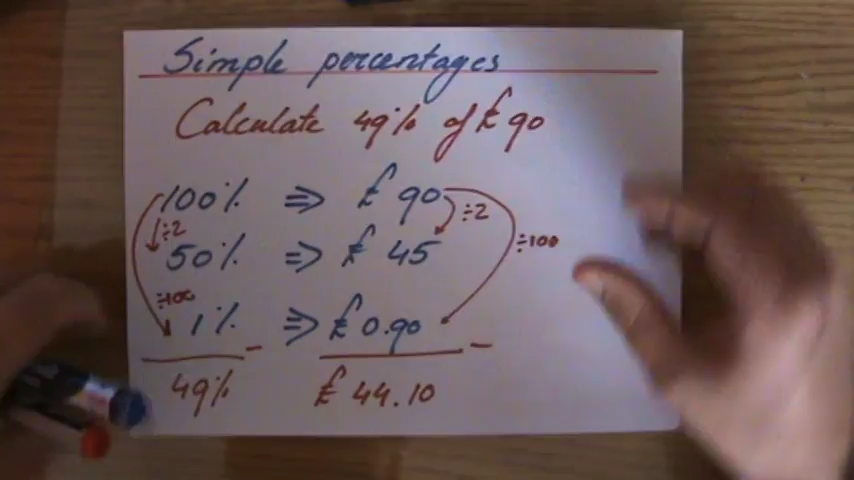 Simple percentages
Calculate 49% of £90
100% ⇒ £90
÷2 ÷2
50% ⇒ £45
÷100 ÷100
1% ⇒ £0.90
— —
49% £44.10